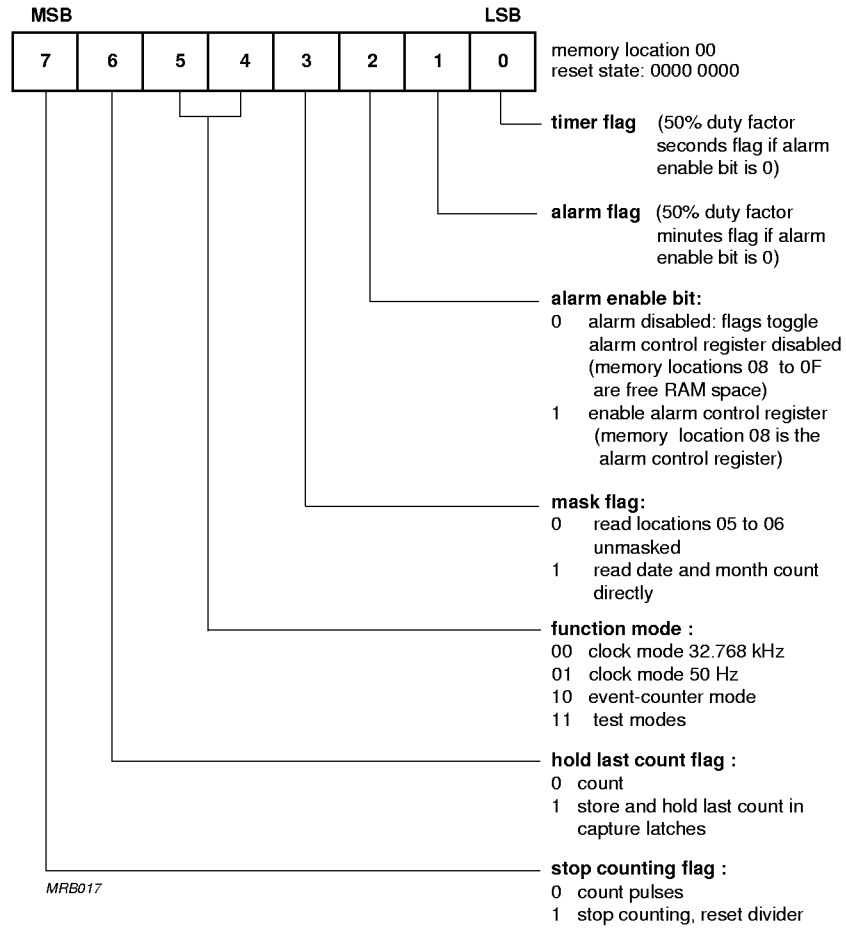 MSB LSB
7 6 5 4 3 2 1 0
memory location 00
reset state: 0000 0000
timer flag (50% duty factor
seconds flag if alarm
enable bit is 0)
alarm flag (50% duty factor
minutes flag if alarm
enable bit is 0)
alarm enable bit:
0 alarm disabled: flags toggle
alarm control register disabled
(memory locations 08 to 0F
are free RAM space)
1 enable alarm control register
(memory location 08 is the
alarm control register)
mask flag:
0 read locations 05 to 06
unmasked
1 read date and month count
directly
function mode :
00 clock mode 32.768 kHz
01 clock mode 50 Hz
10 event-counter mode
11 test modes
hold last count flag :
0 count
1 store and hold last count in
capture latches
stop counting flag :
0 count pulses
1 stop counting, reset divider
MRB017